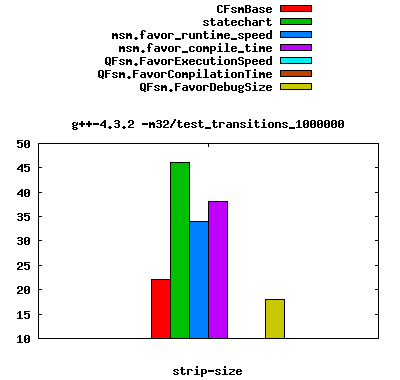 CFsmBase
statechart
msm.favor_runtime_speed
msm.favor_compile_time
QFsm.FavorExecutionSpeed
QFsm.FavorCompilationTime
QFsm.FavorDebugSize
g++-4.3.2 -m32/test_transitions_1000000
50
45
40
35
30
25
20
15
10
strip-size